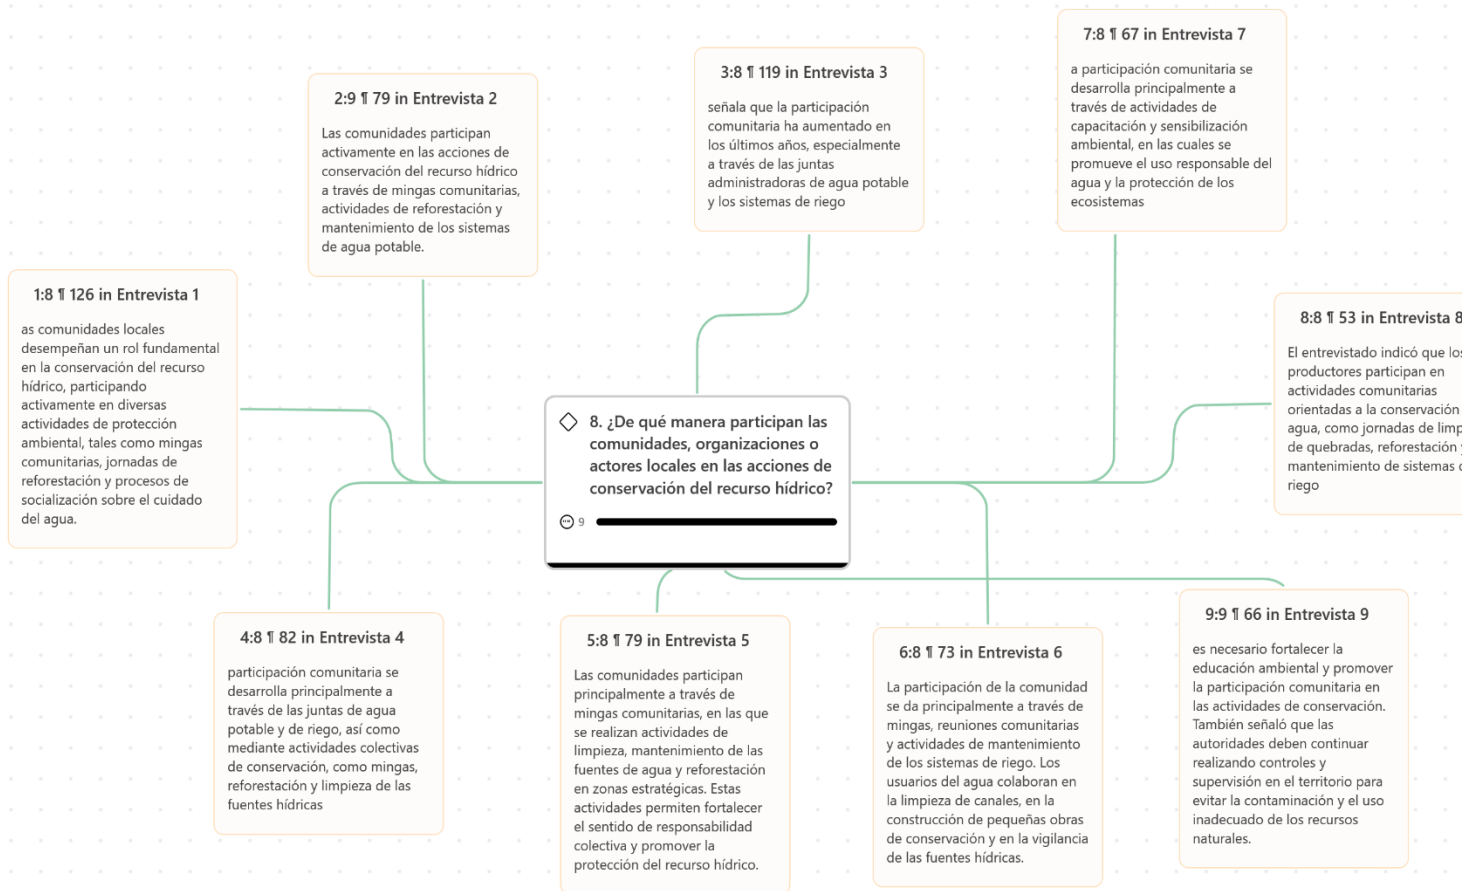 7:8 ¶ 67 in Entrevista 7
a participación comunitaria se
desarrolla principalmente a
través de actividades de
capacitación y sensibilización
ambiental, en las cuales se
promueve el uso responsable del
agua y la protección de los
ecosistemas
3:8 ¶ 119 in Entrevista 3
señala que la participación
comunitaria ha aumentado en
los últimos años, especialmente
a través de las juntas
administradoras de agua potable
y los sistemas de riego
2:9 ¶ 79 in Entrevista 2
Las comunidades participan
activamente en las acciones de
conservación del recurso hídrico
a través de mingas comunitarias,
actividades de reforestación y
mantenimiento de los sistemas
de agua potable.
1:8 ¶ 126 in Entrevista 1
as comunidades locales
desempeñan un rol fundamental
en la conservación del recurso
hídrico, participando
activamente en diversas
actividades de protección
ambiental, tales como mingas
comunitarias, jornadas de
reforestación y procesos de
socialización sobre el cuidado
del agua.
8:8 ¶ 53 in Entrevista 8
El entrevistado indicó que los
productores participan en
actividades comunitarias
orientadas a la conservación
agua, como jornadas de limp
de quebradas, reforestación y
mantenimiento de sistemas
riego
8. ¿De qué manera participan las
comunidades, organizaciones o
actores locales en las acciones de
conservación del recurso hídrico?
9
4:8 ¶ 82 in Entrevista 4
participación comunitaria se
desarrolla principalmente a
través de las juntas de agua
potable y de riego, así como
mediante actividades colectivas
de conservación, como mingas,
reforestación y limpieza de las
fuentes hídricas
5:8 ¶ 79 in Entrevista 5
Las comunidades participan
principalmente a través de
mingas comunitarias, en las que
se realizan actividades de
limpieza, mantenimiento de las
fuentes de agua y reforestación
en zonas estratégicas. Estas
actividades permiten fortalecer
el sentido de responsabilidad
colectiva y promover la
protección del recurso hídrico.
6:8 ¶ 73 in Entrevista 6
La participación de la comunidad
se da principalmente a través de
mingas, reuniones comunitarias
y actividades de mantenimiento
de los sistemas de riego. Los
usuarios del agua colaboran en
la limpieza de canales, en la
construcción de pequeñas obras
de conservación y en la vigilancia
de las fuentes hídricas.
9:9 ¶ 66 in Entrevista 9
es necesario fortalecer la
educación ambiental y promover
la participación comunitaria en
las actividades de conservación.
También señaló que las
autoridades deben continuar
realizando controles y
supervisión en el territorio para
evitar la contaminación y el uso
inadecuado de los recursos
naturales.